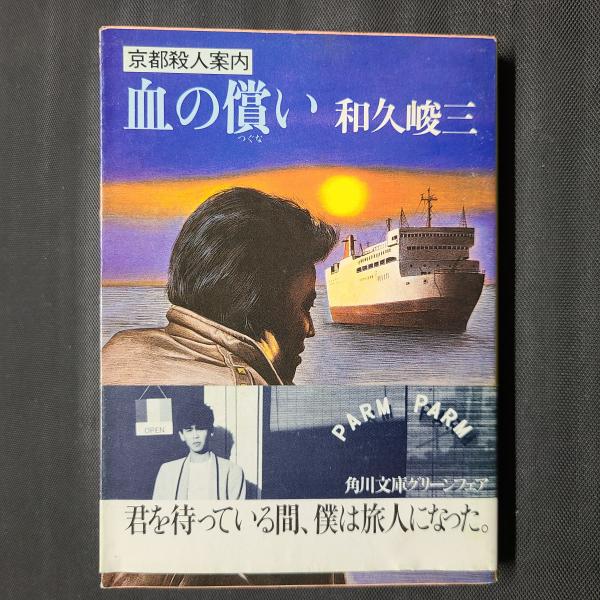 京都殺人案内
血の償い 和久峻三
つぐな
OPEN
PARM PARM
角川文庫グリーンフェア
君を待っている間、僕は旅人になった。